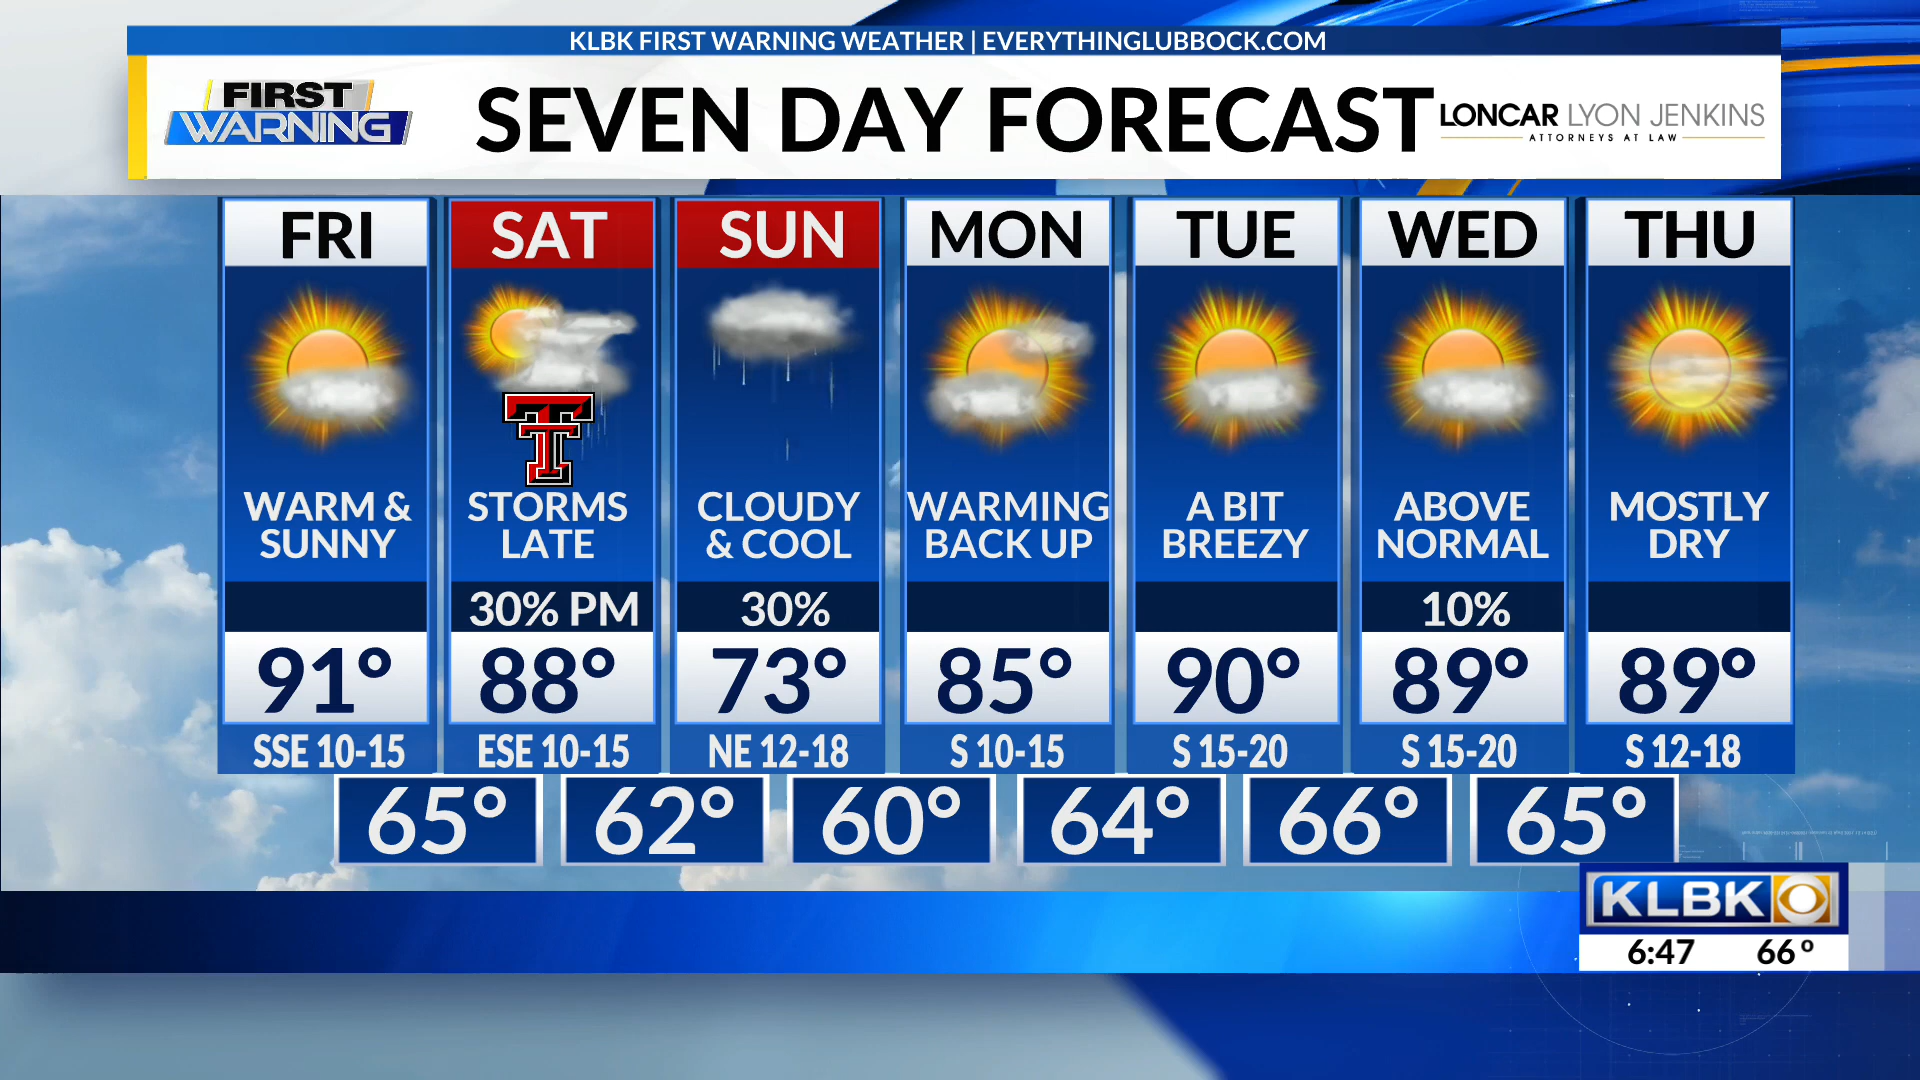 KLBK FIRST WARNING WEATHER | EVERYTHINGLUBBOCK.COM
FIRST
WARNING
SEVEN DAY FORECAST
LONCAR LYON JENKINS
ATTORNEYS AT LAW
FRI
SAT
SUN
MON
TUE
WED
THU
WARM &
SUNNY
STORMS
LATE
CLOUDY
& COOL
WARMING
BACK UP
A BIT
BREEZY
ABOVE
NORMAL
MOSTLY
DRY
30% PM
30%
10%
91°
88°
73°
85°
90°
89°
89°
SSE 10-15
ESE 10-15
NE 12-18
S 10-15
S 15-20
S 15-20
S 12-18
65°
62°
60°
64°
66°
65°
KLBK
6:47
66°